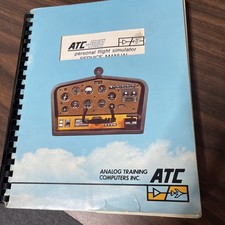 ATC
personal flight simulator
SERVICE MANUAL
ANALOG TRAINING
COMPUTERS INC.
ATC